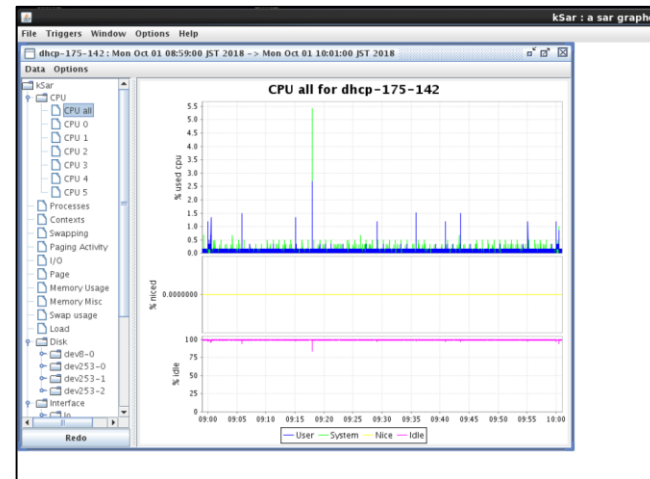 kSar : a sar graphe
File Triggers Window Options Help
dhcp-175-142 : Mon Oct 01 08:59:00 JST 2018 -> Mon Oct 01 10:01:00 JST 2018
Data Options
kSar
CPU
CPU all
CPU 0
CPU 1
CPU 2
CPU 3
CPU 4
CPU 5
Processes
Contexts
Swapping
Paging Activity
I/O
Page
Memory Usage
Memory Misc
Swap usage
Load
Disk
dev8-0
dev253-0
dev253-1
dev253-2
Interface
lo
Redo
CPU all for dhcp-175-142
% used cpu
5.5
5.0
4.5
4.0
3.5
3.0
2.5
2.0
1.5
1.0
0.5
0.0
% niced
0.0000000
% idle
100
75
50
25
0
09:00 09:05 09:10 09:15 09:20 09:25 09:30 09:35 09:40 09:45 09:50 09:55 10:00
User System Nice Idle